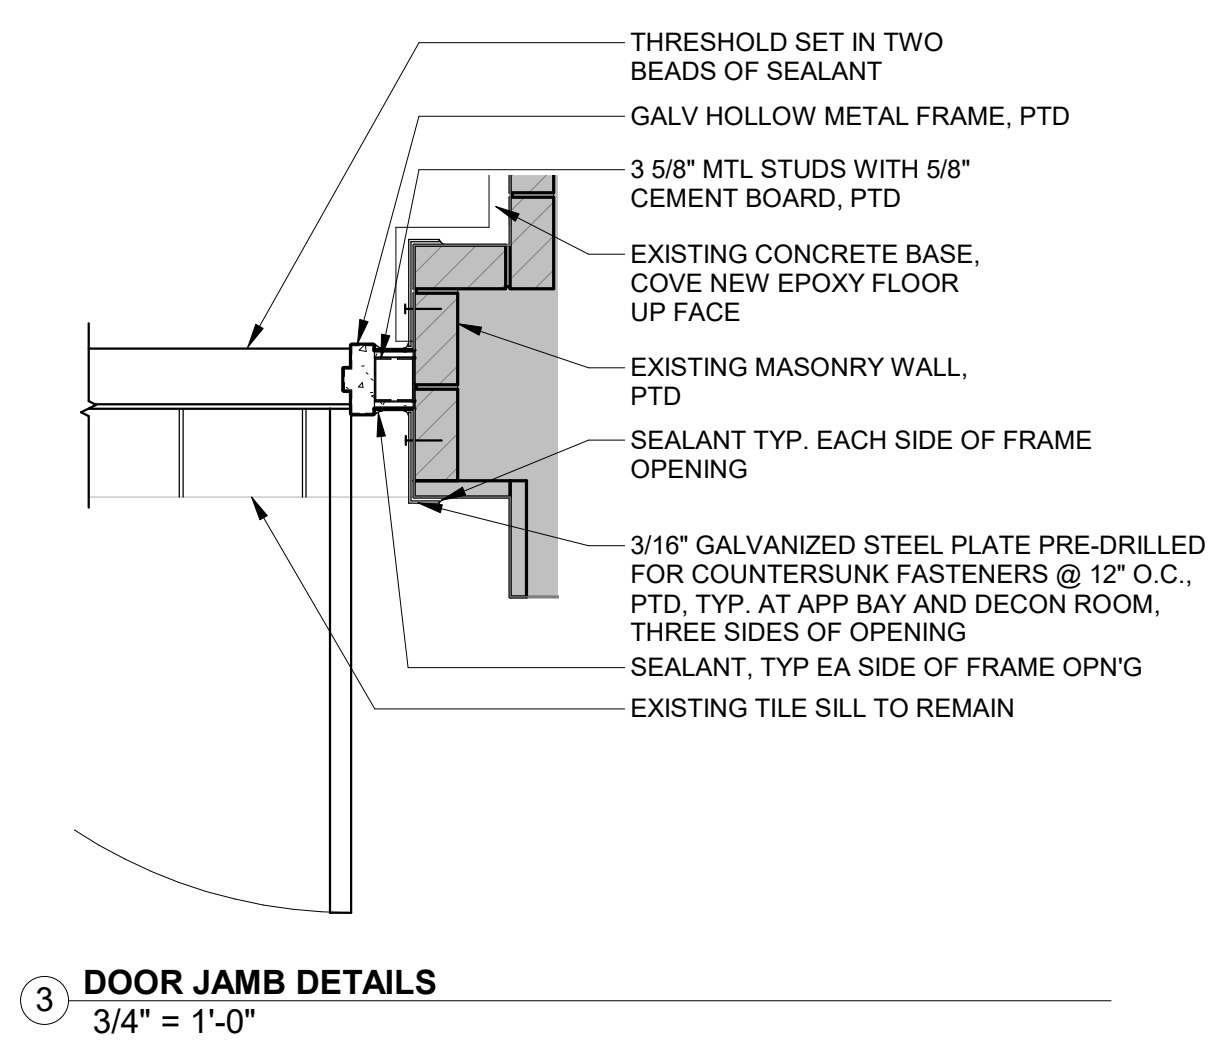 THRESHOLD SET IN TWO
BEADS OF SEALANT
GALV HOLLOW METAL FRAME, PTD
3 5/8" MTL STUDS WITH 5/8"
CEMENT BOARD, PTD
EXISTING CONCRETE BASE,
COVE NEW EPOXY FLOOR
UP FACE
EXISTING MASONRY WALL,
PTD
SEALANT TYP. EACH SIDE OF FRAME
OPENING
3/16" GALVANIZED STEEL PLATE PRE-DRILLED
FOR COUNTERSUNK FASTENERS @ 12" O.C.,
PTD, TYP. AT APP BAY AND DECON ROOM,
THREE SIDES OF OPENING
SEALANT, TYP EA SIDE OF FRAME OPN'G
EXISTING TILE SILL TO REMAIN
3 DOOR JAMB DETAILS
3/4" = 1'-0"